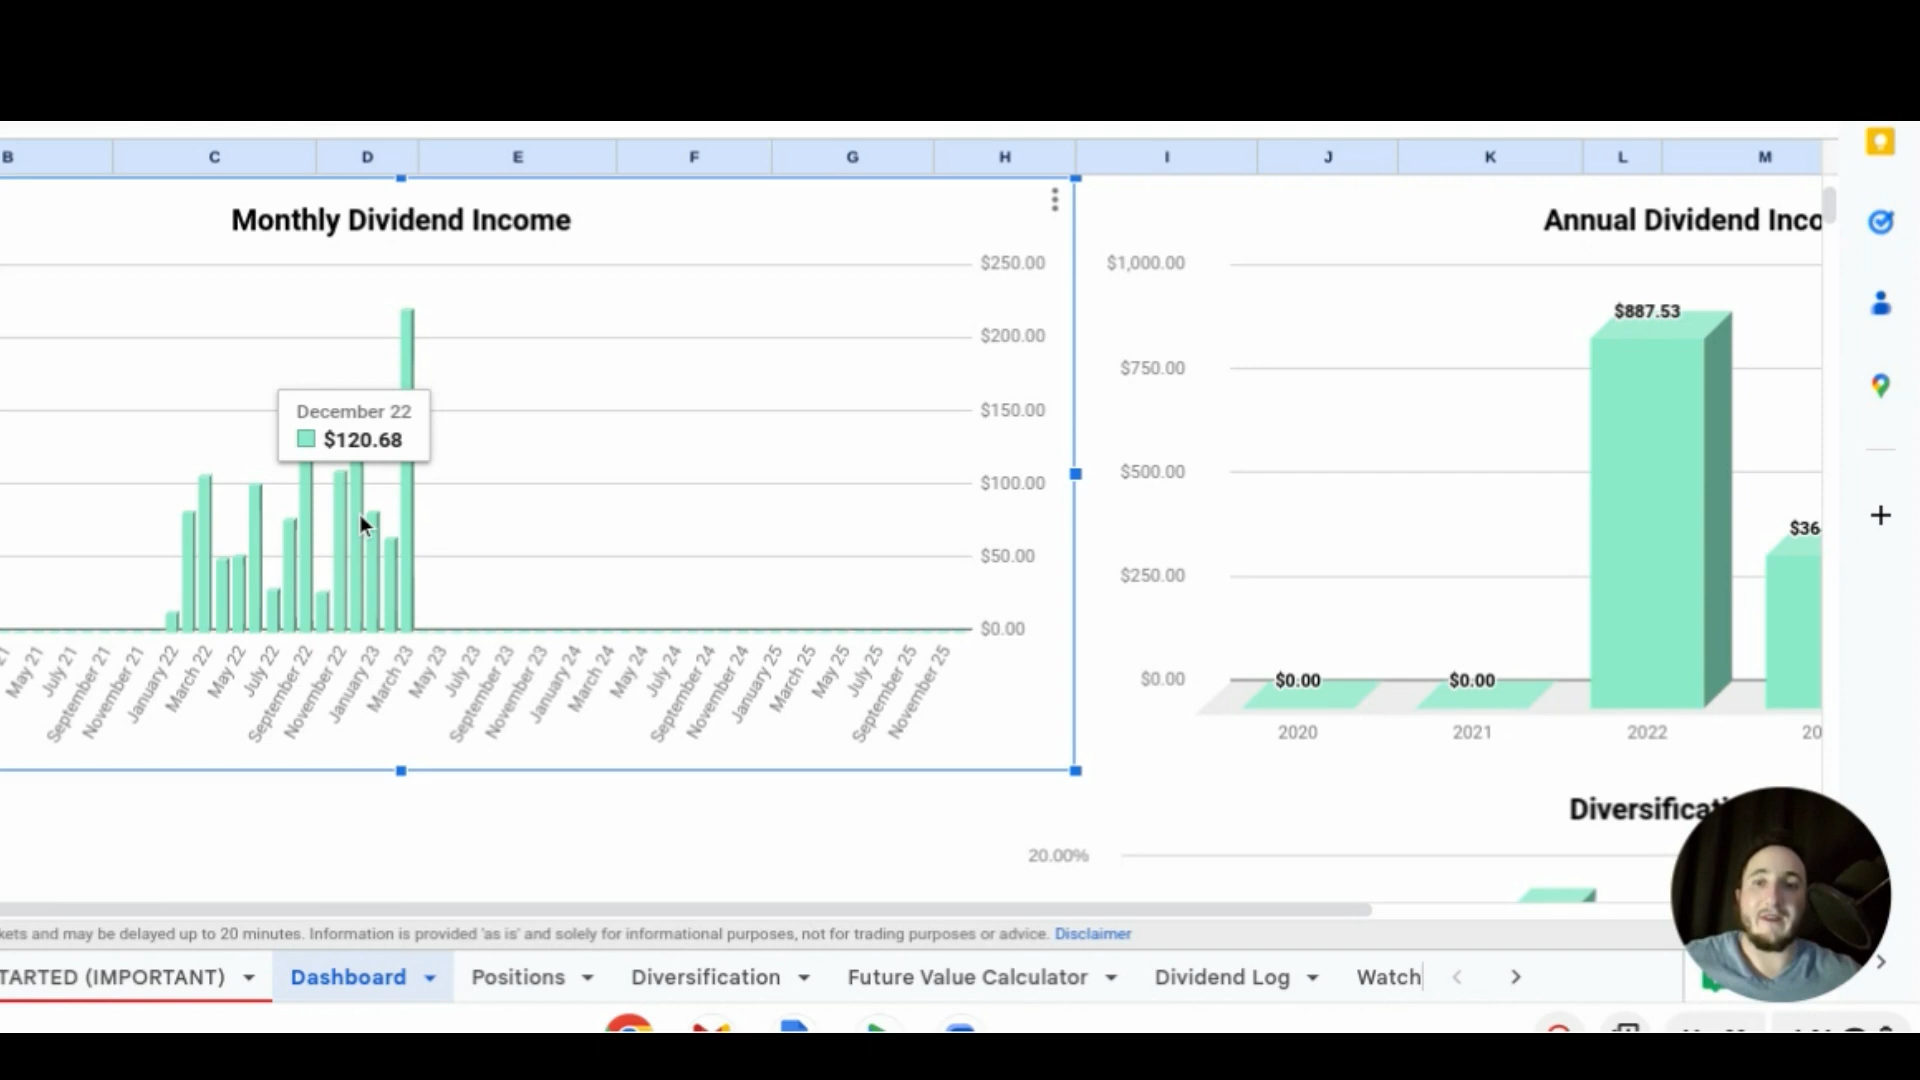 B C D E F G H I J K L M
Monthly Dividend Income
$250.00
$200.00
$150.00
$100.00
$50.00
$0.00
December 22
$120.68
21
May 21
July 21
September 21
November 21
January 22
March 22
May 22
July 22
September 22
November 22
January 23
March 23
May 23
July 23
September 23
November 23
January 24
March 24
May 24
July 24
September 24
November 24
January 25
March 25
May 25
July 25
September 25
November 25
Annual Dividend Inco
$1,000.00
$750.00
$500.00
$250.00
$0.00
$0.00
$0.00
$887.53
$36
2020
2021
2022
20
Diversificati
20.00%
kets and may be delayed up to 20 minutes. Information is provided 'as is' and solely for informational purposes, not for trading purposes or advice. Disclaimer
TARTED (IMPORTANT) Dashboard Positions Diversification Future Value Calculator Dividend Log Watch